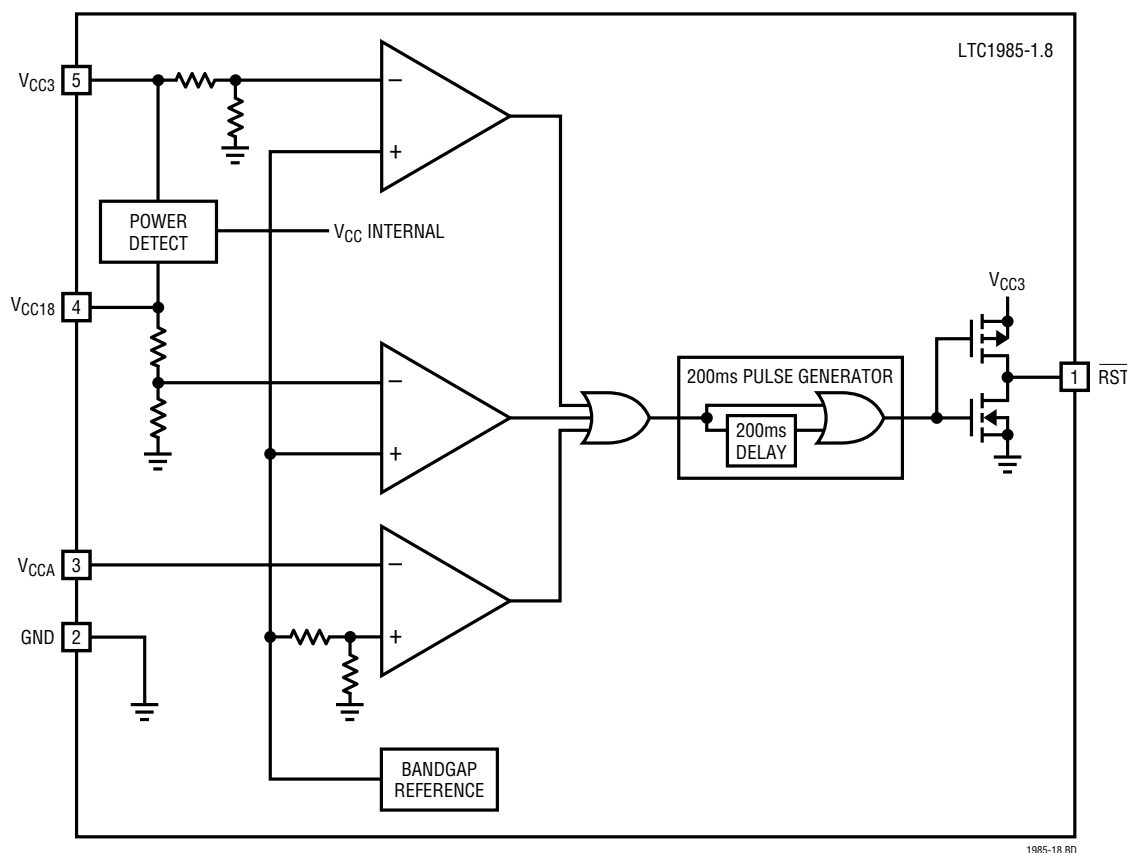 LTC1985-1.8
VCC3 5
−
+
POWER
DETECT
VCC INTERNAL
VCC18 4
VCC3
−
+
200ms PULSE GENERATOR
200ms
DELAY
1 RST
VCCA 3
−
GND 2
+
BANDGAP
REFERENCE
1985-18 BD